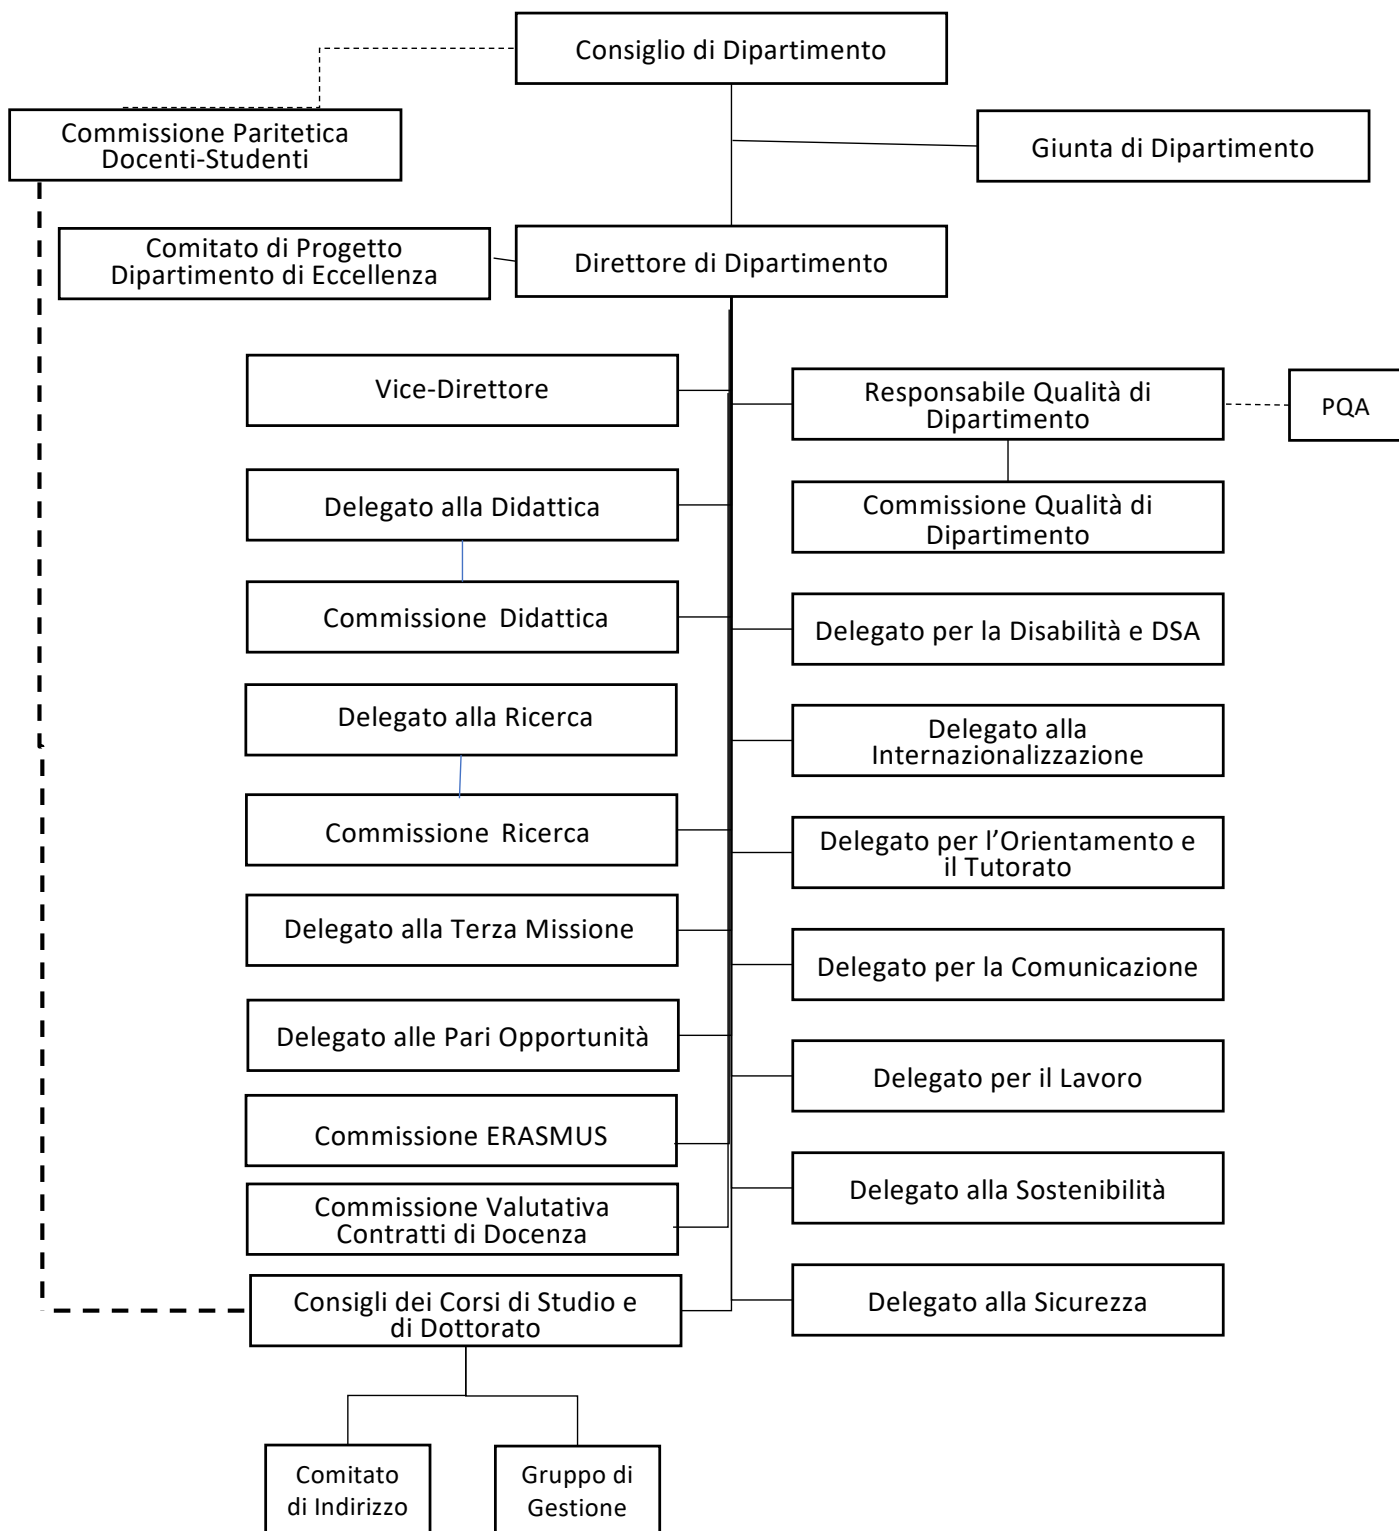 Consiglio di Dipartimento
Commissione Paritetica
Docenti-Studenti
Giunta di Dipartimento
Comitato di Progetto
Dipartimento di Eccellenza
Direttore di Dipartimento
Vice-Direttore
Responsabile Qualità di
Dipartimento
PQA
Delegato alla Didattica
Commissione Qualità di
Dipartimento
Commissione Didattica
Delegato per la Disabilità e DSA
Delegato alla Ricerca
Delegato alla
Internazionalizzazione
Commissione Ricerca
Delegato per l’Orientamento e
il Tutorato
Delegato alla Terza Missione
Delegato per la Comunicazione
Delegato alle Pari Opportunità
Delegato per il Lavoro
Commissione ERASMUS
Delegato alla Sostenibilità
Commissione Valutativa
Contratti di Docenza
Consigli dei Corsi di Studio e
di Dottorato
Delegato alla Sicurezza
Comitato
di Indirizzo
Gruppo di
Gestione